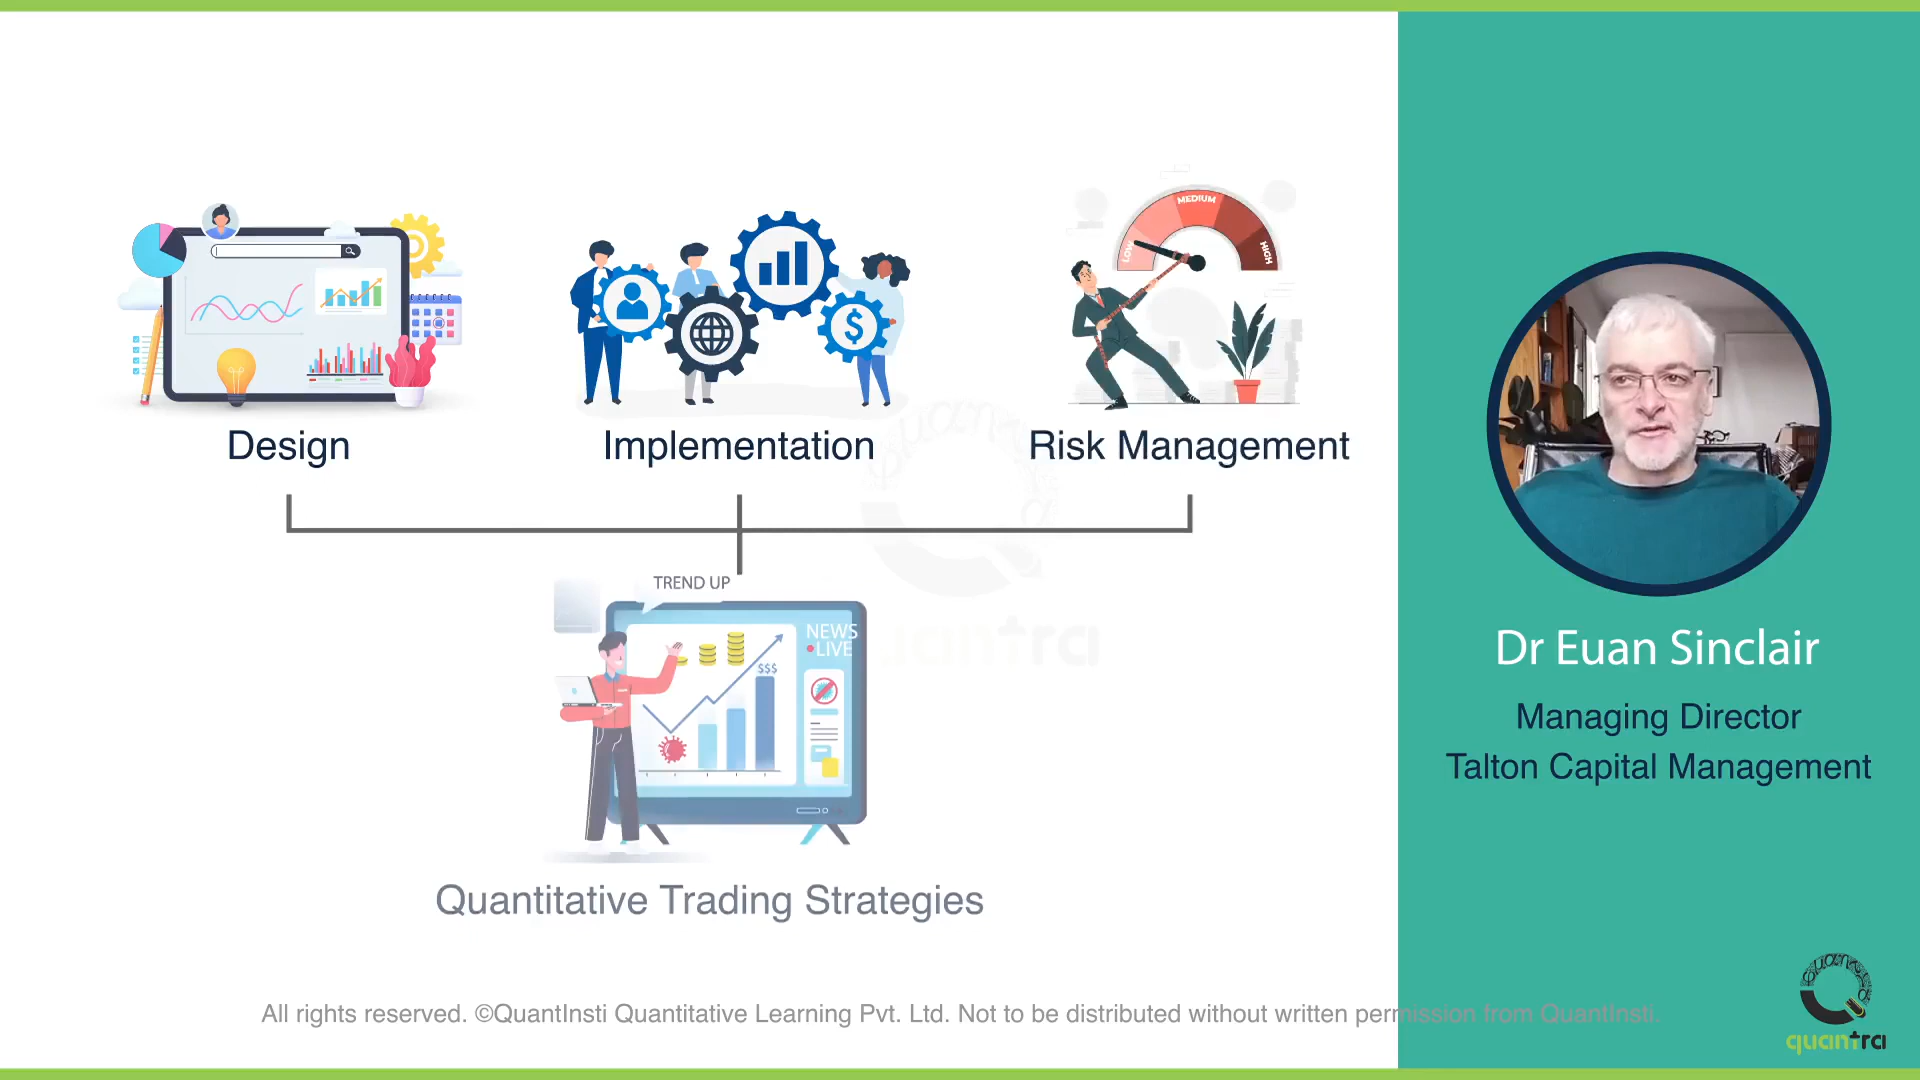 MEDIUM
LOW
HIGH
Design
Implementation
Risk Management
TREND UP
NEWS
LIVE
$$$
Quantitative Trading Strategies
Dr Euan Sinclair
Managing Director
Talton Capital Management
All rights reserved. ©QuantInsti Quantitative Learning Pvt. Ltd. Not to be distributed without written permission from QuantInsti.
quantra
quantra